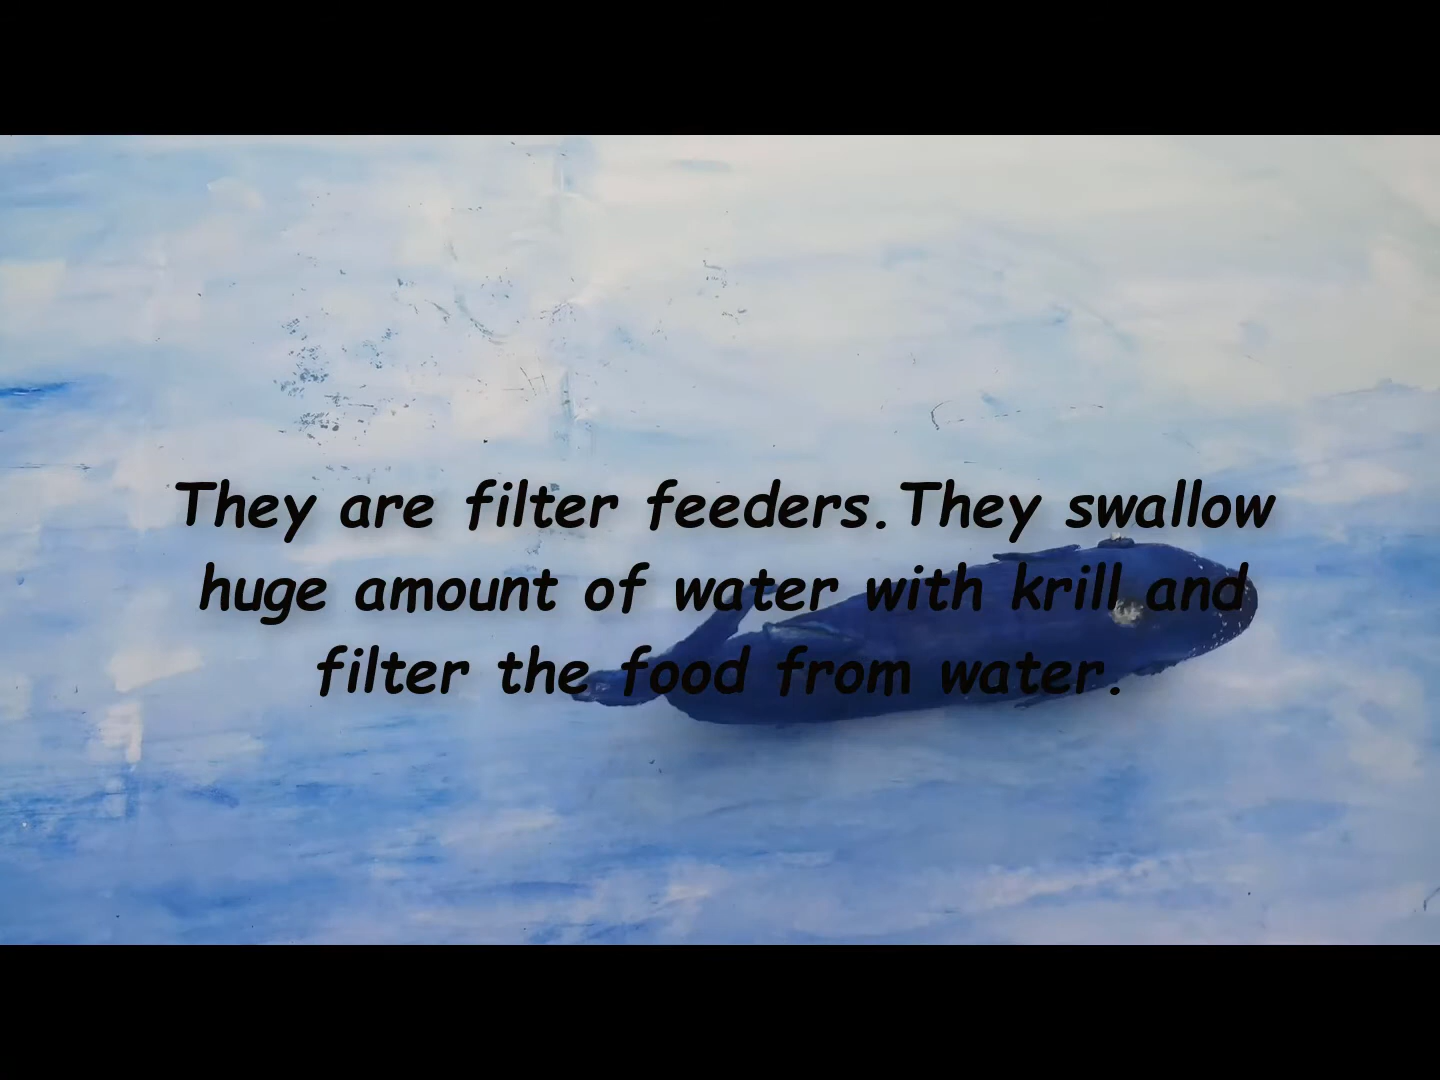 They are filter feeders.They swallow
huge amount of water with krill and
filter the food from water.